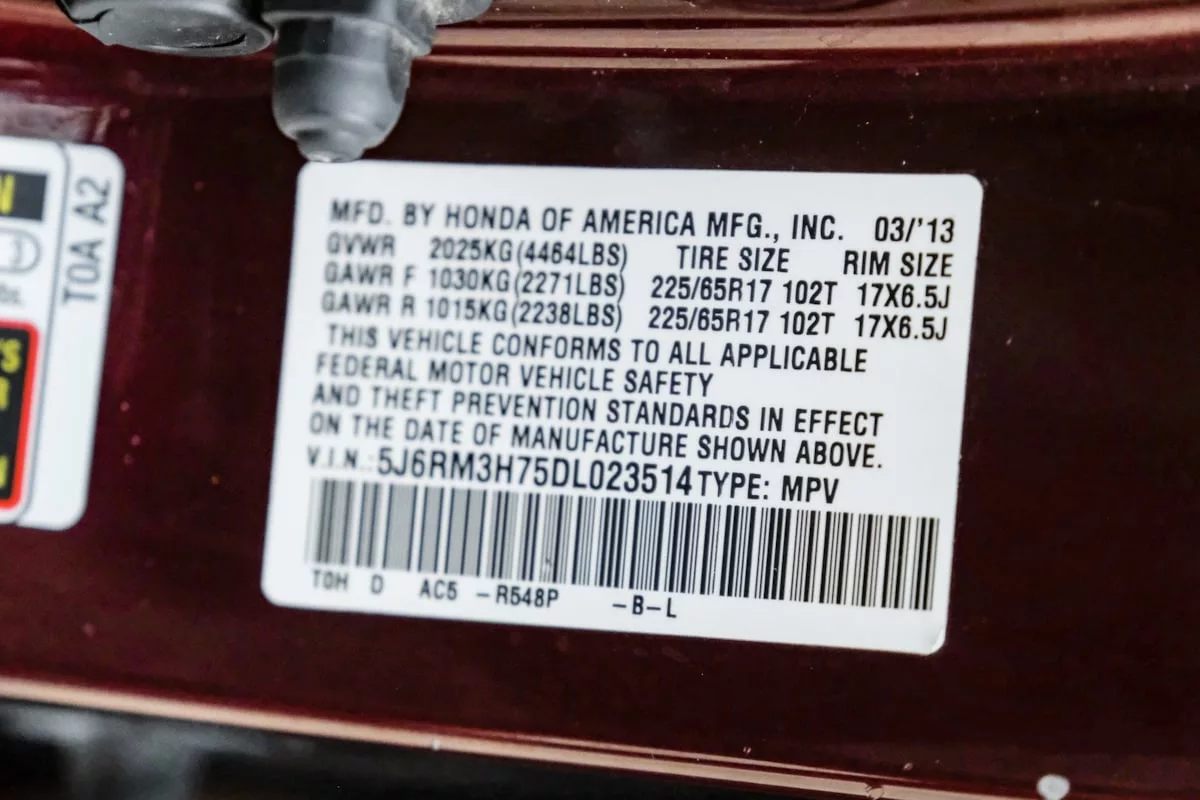 MFD. BY HONDA OF AMERICA MFG., INC. 03/'13
GVWR 2025KG(4464LBS) TIRE SIZE RIM SIZE
GAWR F 1030KG(2271LBS) 225/65R17 102T 17X6.5J
GAWR R 1015KG(2238LBS) 225/65R17 102T 17X6.5J
THIS VEHICLE CONFORMS TO ALL APPLICABLE
FEDERAL MOTOR VEHICLE SAFETY
AND THEFT PREVENTION STANDARDS IN EFFECT
ON THE DATE OF MANUFACTURE SHOWN ABOVE.
V.I.N.: 5J6RM3H75DL023514 TYPE: MPV
T0H D AC5 -R548P -B-L
T0A A2